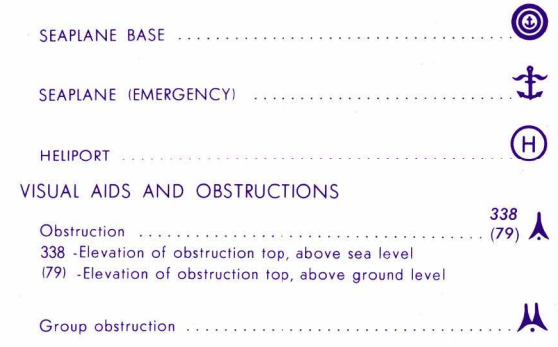 SEAPLANE BASE
SEAPLANE (EMERGENCY)
HELIPORT H
VISUAL AIDS AND OBSTRUCTIONS
338
Obstruction (79)
338 -Elevation of obstruction top, above sea level
(79) -Elevation of obstruction top, above ground level
Group obstruction